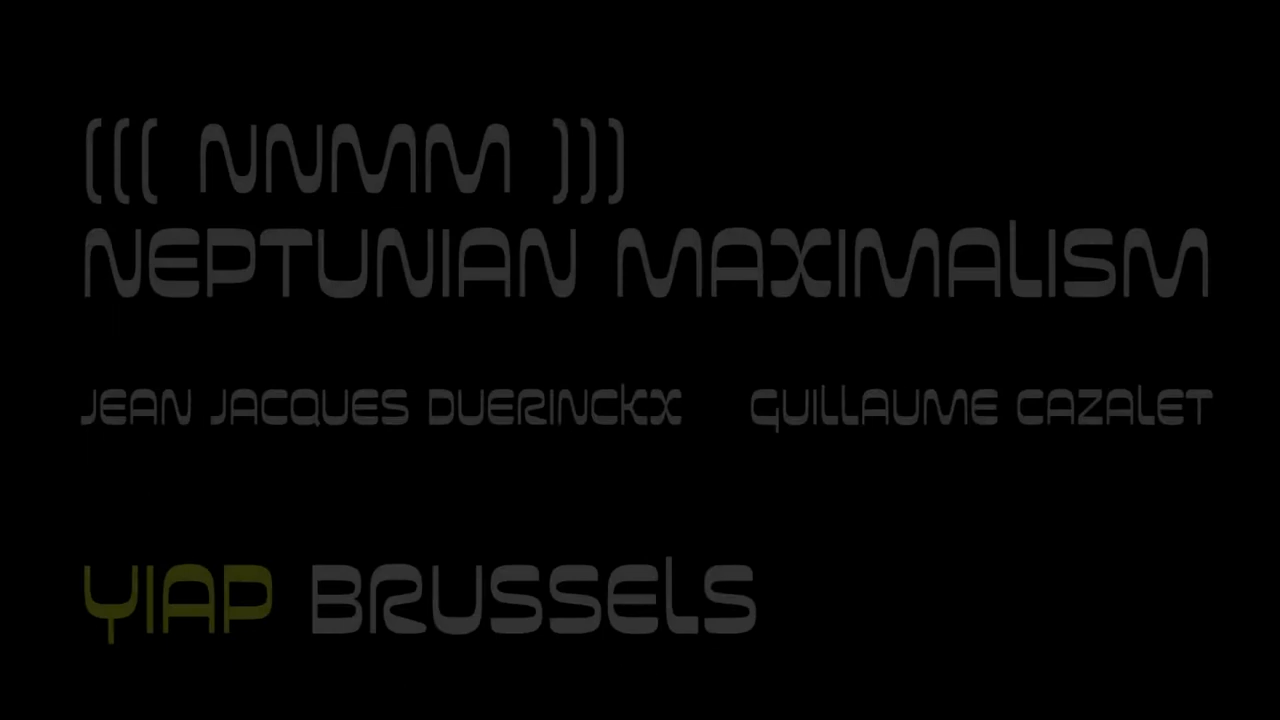 ((( NNMM )))
NEPTUNIAN MAXIMALISM
JEAN JACQUES DUERINCKX GUILLAUME CAZALET
YIAP BRUSSELS